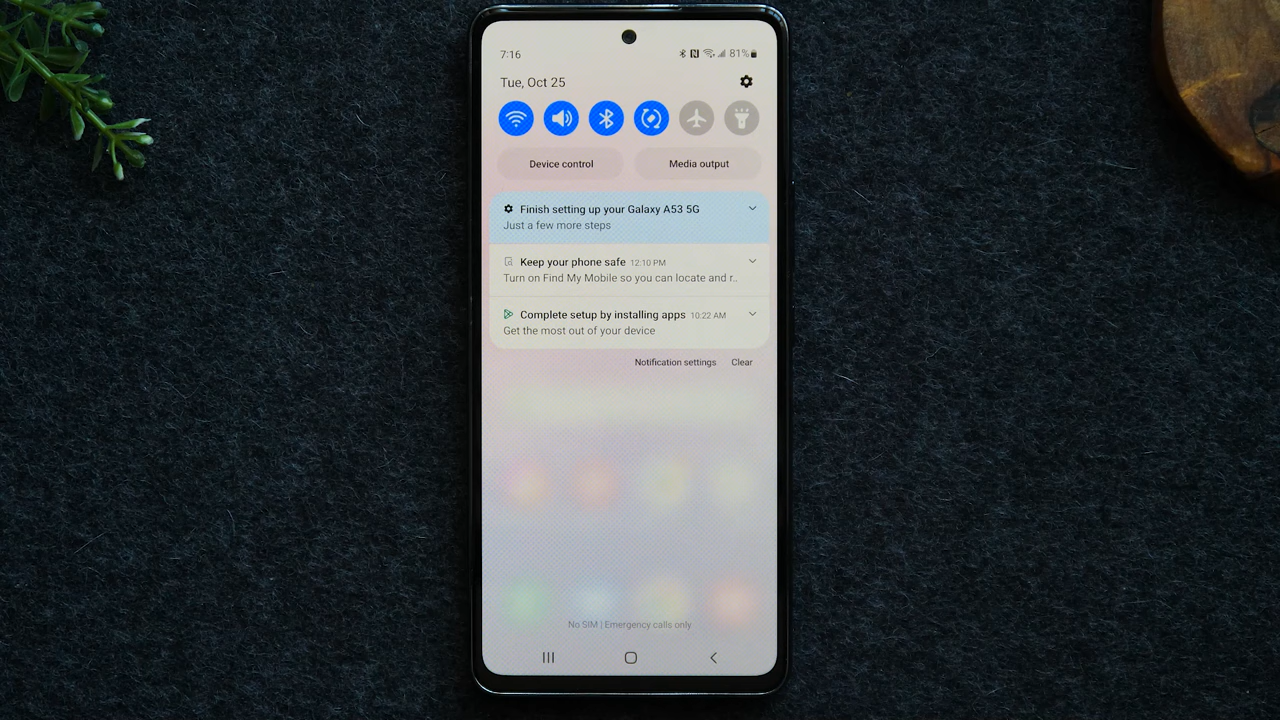 7:16 81%
Tue, Oct 25
Device control Media output
Finish setting up your Galaxy A53 5G
Just a few more steps
Keep your phone safe 12:10 PM
Turn on Find My Mobile so you can locate and r..
Complete setup by installing apps 10:22 AM
Get the most out of your device
Notification settings Clear
No SIM | Emergency calls only